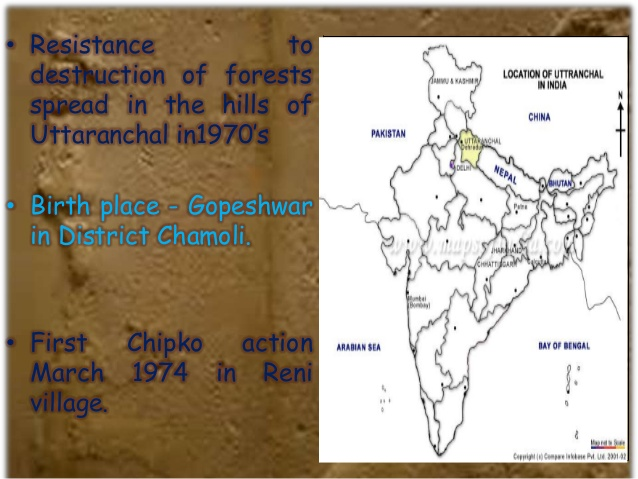 • Resistance to
destruction of forests
spread in the hills of
Uttaranchal in1970's
• Birth place - Gopeshwar
in District Chamoli.
• First Chipko action
March 1974 in Reni
village.
LOCATION OF UTTRANCHAL
IN INDIA
JAMMU & KASHMIR
N
CHINA
PAKISTAN
UTTARANCHAL
Dehradun
DELHI
NEPAL
BHUTAN
Patna
JHARKHAND
CHHATTISGARH
Mumbai
(Bombay)
ARABIAN SEA
BAY OF BENGAL
Map not to Scale
Copyright (c) Compare Infobase Pvt. Ltd. 2001-02